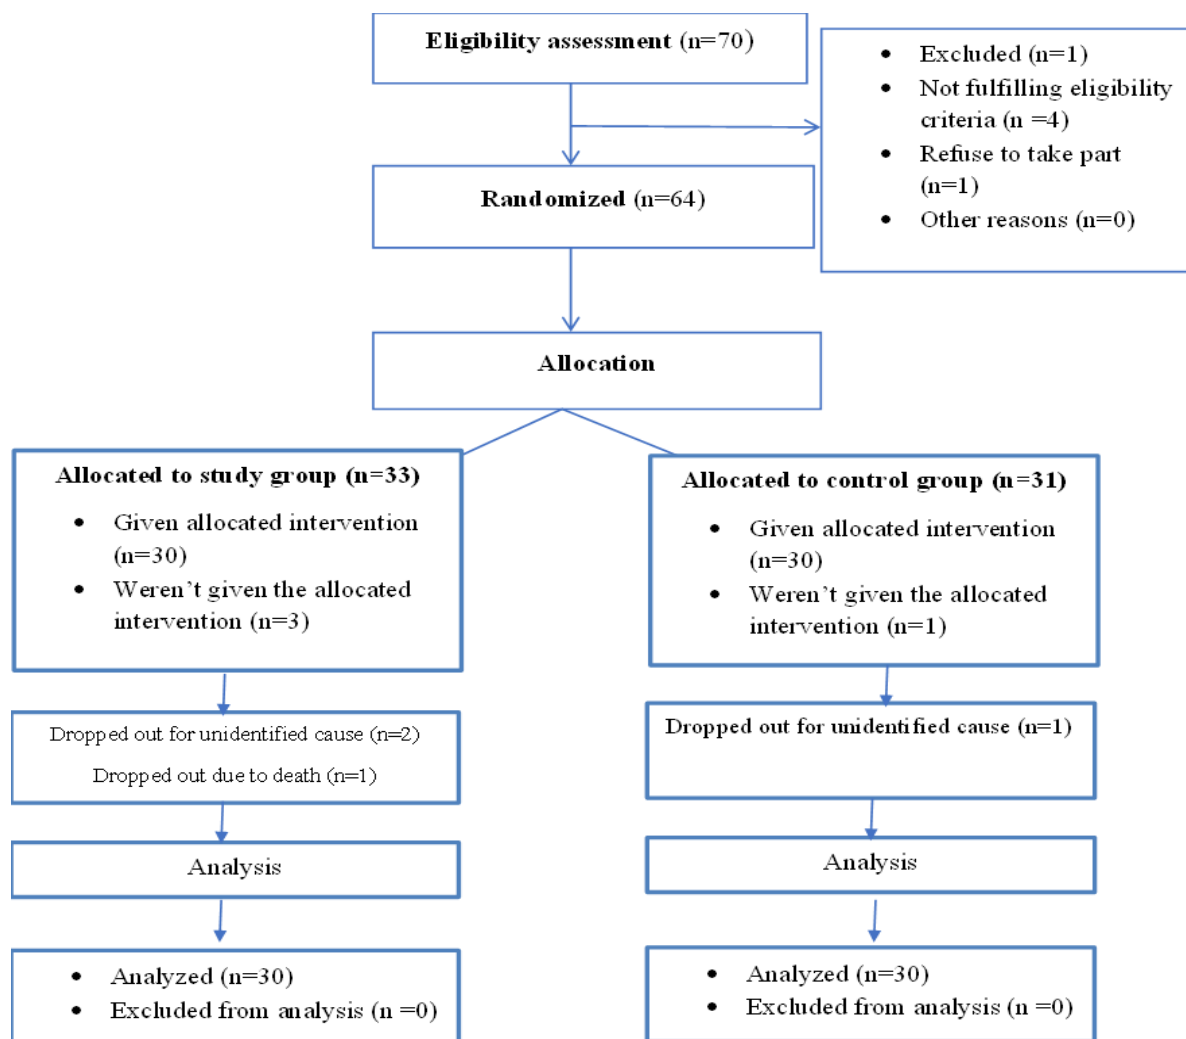 Eligibility assessment (n=70)
• Excluded (n=1)
• Not fulfilling eligibility
criteria (n =4)
• Refuse to take part
(n=1)
• Other reasons (n=0)
Randomized (n=64)
Allocation
Allocated to study group (n=33)
• Given allocated intervention
(n=30)
• Weren’t given the allocated
intervention (n=3)
Allocated to control group (n=31)
• Given allocated intervention
(n=30)
• Weren’t given the allocated
intervention (n=1)
Dropped out for unidentified cause (n=2)
Dropped out due to death (n=1)
Dropped out for unidentified cause (n=1)
Analysis
Analysis
• Analyzed (n=30)
• Excluded from analysis (n =0)
• Analyzed (n=30)
• Excluded from analysis (n =0)